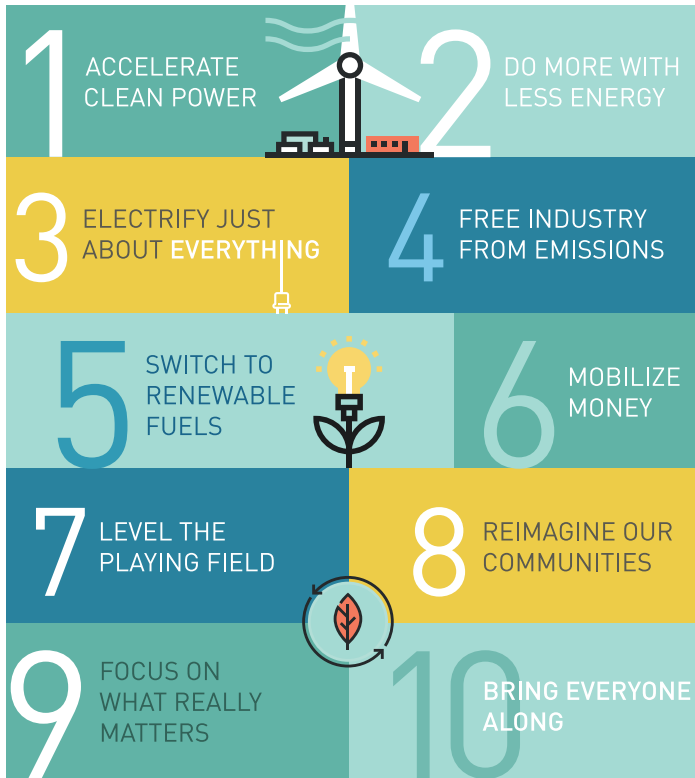 1
ACCELERATE
CLEAN POWER
2
DO MORE WITH
LESS ENERGY
3
ELECTRIFY JUST
ABOUT EVERYTHING
4
FREE INDUSTRY
FROM EMISSIONS
5
SWITCH TO
RENEWABLE
FUELS
6
MOBILIZE
MONEY
7
LEVEL THE
PLAYING FIELD
8
REIMAGINE OUR
COMMUNITIES
9
FOCUS ON
WHAT REALLY
MATTERS
10
BRING EVERYONE
ALONG